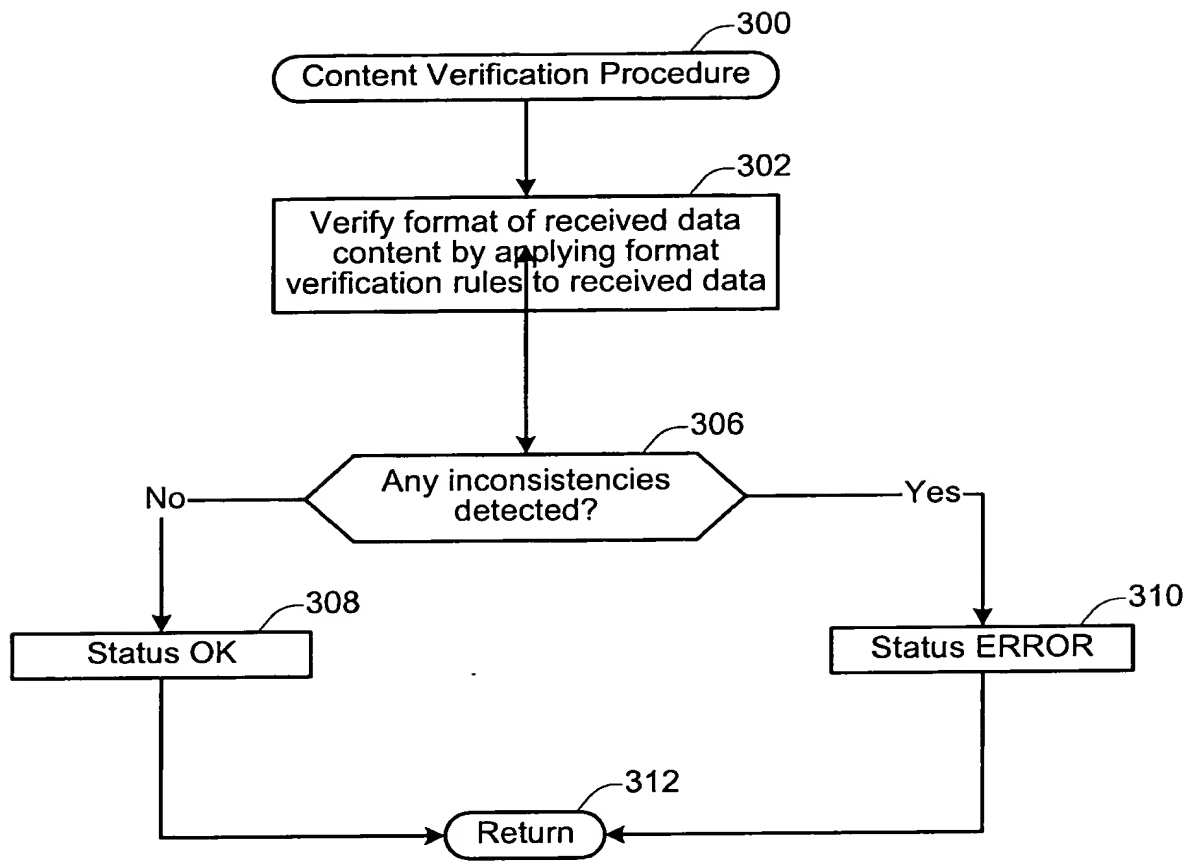 300
Content Verification Procedure
302
Verify format of received data
content by applying format
verification rules to received data
306
Any inconsistencies
detected?
No
Yes
308
Status OK
310
Status ERROR
312
Return